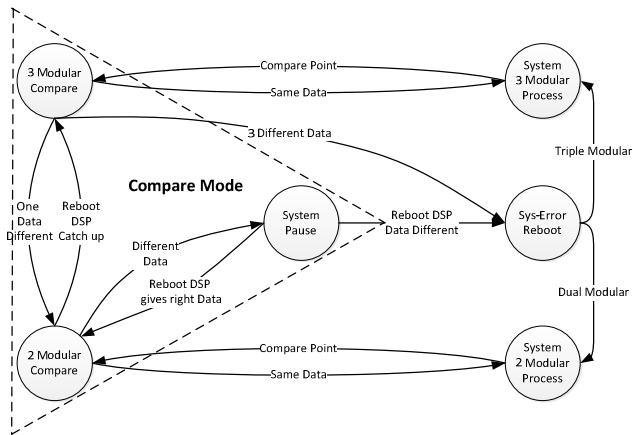 3 Modular
Compare
Compare Point
Same Data
System
3 Modular
Process
3 Different Data
Triple Modular
One
Data
Different
Reboot
DSP
Catch up
Compare Mode
System
Pause
Reboot DSP
Data Different
Sys-Error
Reboot
Different
Data
Reboot DSP
gives right Data
Dual Modular
2 Modular
Compare
Compare Point
Same Data
System
2 Modular
Process